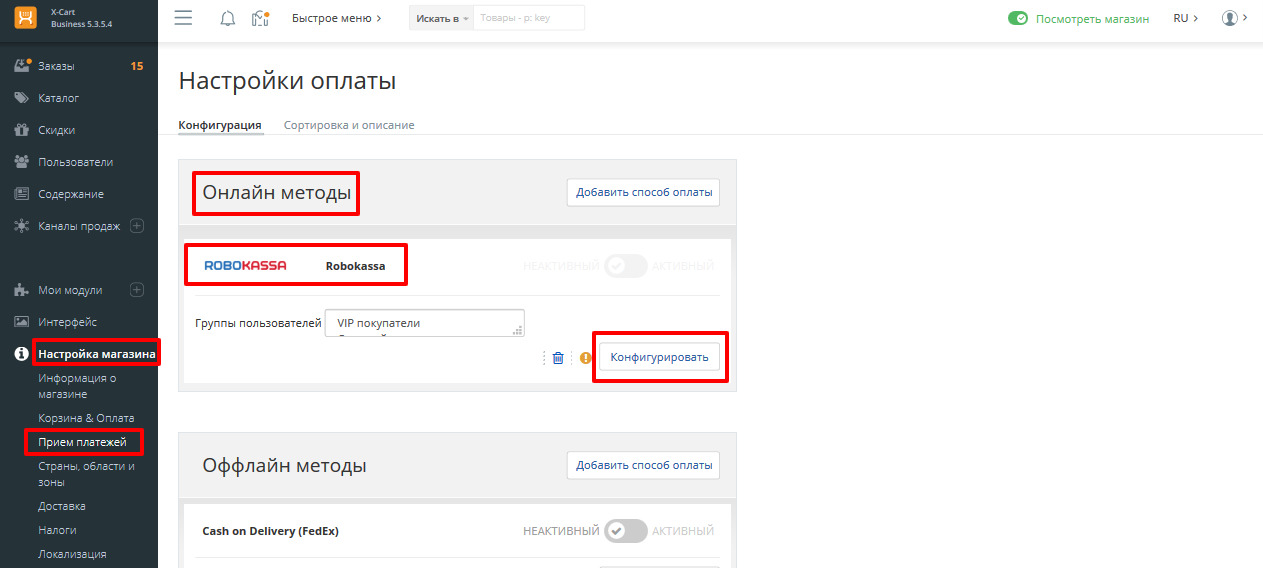 X-Cart
Business 5.3.5.4
Быстрое меню
Искать в
Товары - p: key
Посмотреть магазин
RU
Заказы 15
Каталог
Скидки
Пользователи
Содержание
Каналы продаж
Мои модули
Интерфейс
Настройка магазина
Информация о
магазине
Корзина & Оплата
Прием платежей
Страны, области и
зоны
Доставка
Налоги
Локализация
Настройки оплаты
Конфигурация Сортировка и описание
Онлайн методы Добавить способ оплаты
ROBOKASSA Robokassa НЕАКТИВНЫЙ АКТИВНЫЙ
Группы пользователей VIP покупатели
Конфигурировать
Оффлайн методы Добавить способ оплаты
Cash on Delivery (FedEx) НЕАКТИВНЫЙ АКТИВНЫЙ